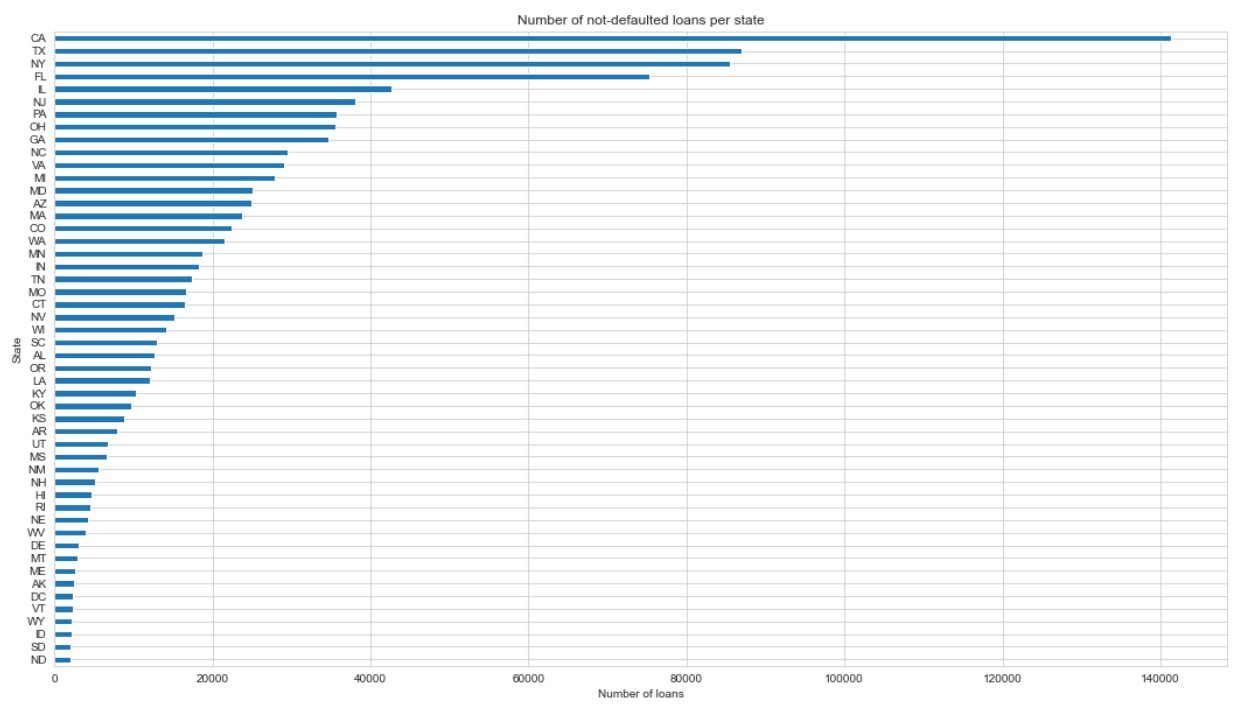 Number of not-defaulted loans per state
CA
TX
NY
FL
IL
NJ
PA
OH
GA
NC
VA
MI
MD
AZ
MA
CO
WA
MN
IN
TN
MO
CT
NV
WI
SC
AL
OR
LA
KY
OK
KS
AR
UT
MS
NM
NH
HI
RI
NE
WV
DE
MT
ME
AK
DC
VT
WY
ID
SD
ND
State
0 20000 40000 60000 80000 100000 120000 140000
Number of loans